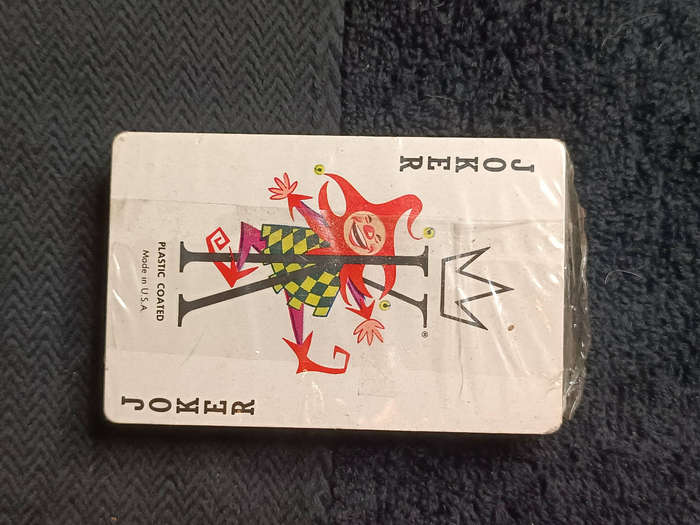 JOKER
K®
PLASTIC COATED
Made in U.S.A.
JOKER